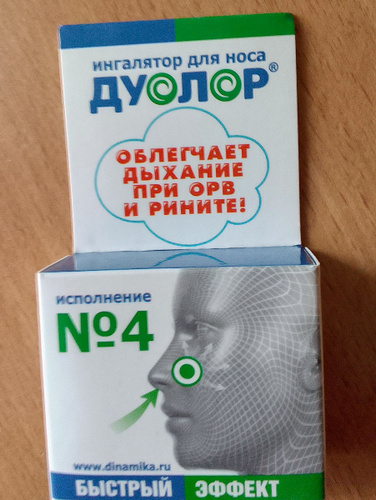 ингалятор для носа
ДУОЛОР®
ОБЛЕГЧАЕТ
ДЫХАНИЕ
ПРИ ОРВ
И РИНИТЕ!
исполнение
№4
www.dinamika.ru
БЫСТРЫЙ ЭФФЕКТ